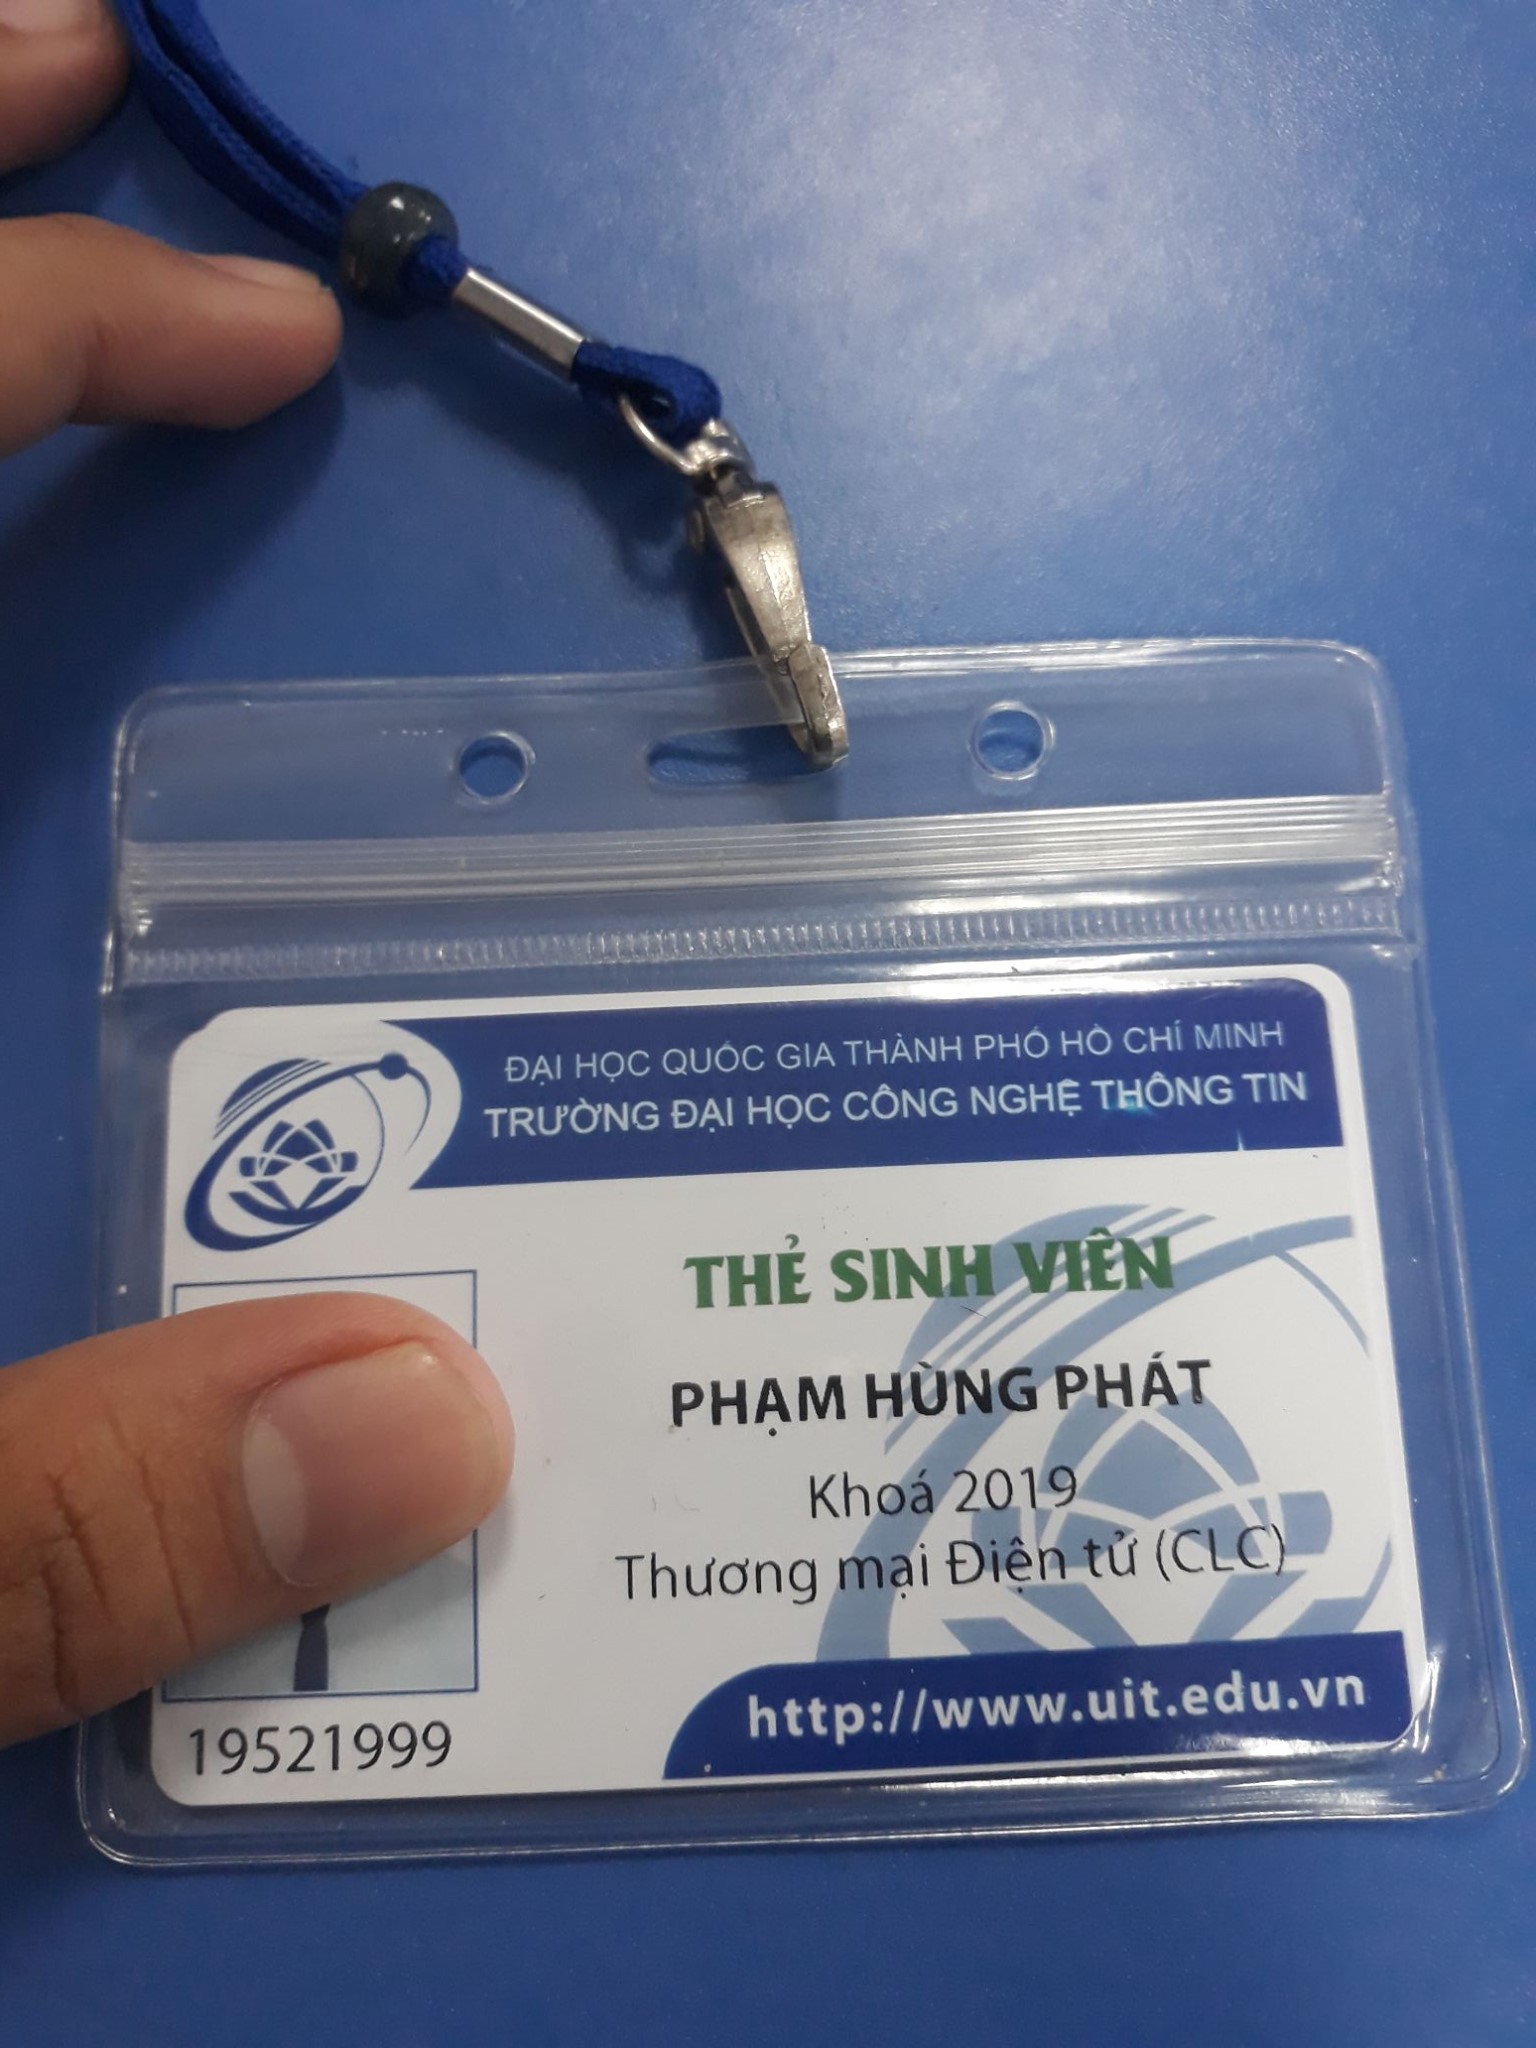 ĐẠI HỌC QUỐC GIA THÀNH PHỐ HỒ CHÍ MINH
TRƯỜNG ĐẠI HỌC CÔNG NGHỆ THÔNG TIN
THẺ SINH VIÊN
PHẠM HÙNG PHÁT
Khoá 2019
Thương mại Điện tử (CLC)
19521999
http://www.uit.edu.vn